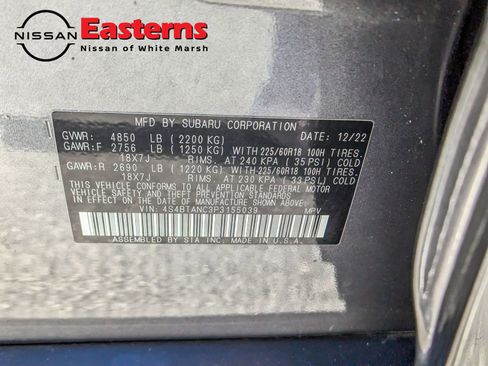 NISSAN
Easterns
Nissan of White Marsh
MFD BY SUBARU CORPORATION DATE: 12/22
GVWR: 4850 LB (2200 KG)
GAWR:F 2756 LB (1250 KG) WITH 225/60R18 100H TIRES.
18X7J RIMS. AT 240 KPA (35 PSI) COLD
GAWR:R 2690 LB (1220 KG) WITH 225/60R18 100H TIRES.
18X7J RIMS. AT 230 KPA (33 PSI) COLD
THIS VEHICLE CONFORMS TO ALL APPLICABLE FEDERAL MOTOR
VEHICLE SAFETY, BUMPER, AND THEFT PREVENTION
STANDARDS IN EFFECT ON THE DATE OF MANUFACTURE SHOWN ABOVE.
VIN: 4S4BTANC3P3155039 MPV
ASSEMBLED BY SIA INC. MADE IN U.S.A.